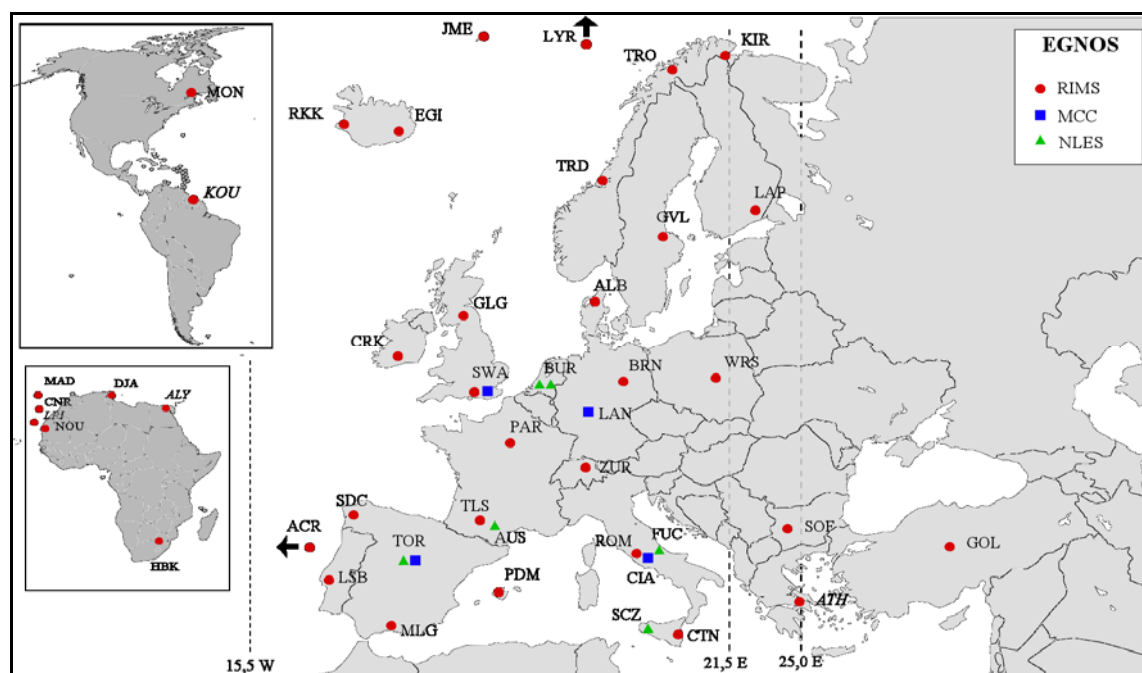 JME
LYR
TRO
KIR
EGNOS
RIMS
MCC
NLES
MON
RKK
EGI
KOU
TRD
LAP
GVL
ALB
GLG
CRK
SWA
BUR
BRN
WRS
LAN
PAR
ZUR
MAD
DJA
ALY
CNR
LPI
NOU
HBK
SDC
TLS
AUS
ACR
TOR
ROM
FUC
CIA
SOF
GOL
LSB
PDM
ATH
SCZ
MLG
CTN
15,5 W
21,5 E
25,0 E